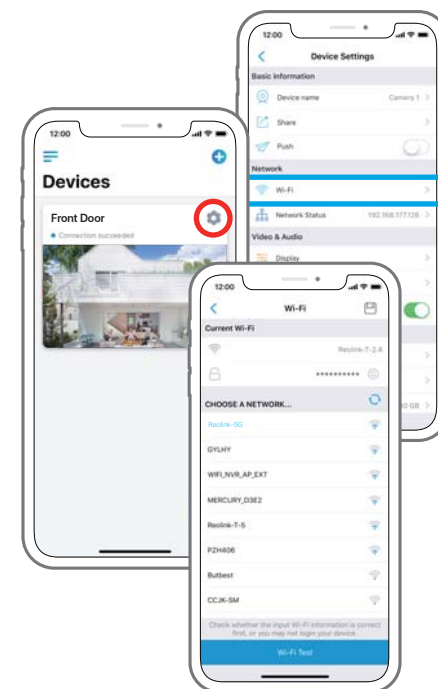 12:00
Devices
Front Door
Connection succeeded
12:00
Device Settings
Basic information
Device name Camera 1
Share
Push
Network
Wi-Fi
Network Status 192.168.177.128
Video & Audio
Display
GB
12:00
Wi-Fi
Current Wi-Fi
Reolink-T-2.4
••••••••••
CHOOSE A NETWORK...
Reolink-5G
GYLHY
WIFI_NVR_AP_EXT
MERCURY_D3E2
Reolink-T-5
PZH406
Butbest
CCJK-SM
Check whether the input Wi-Fi information is correct
first, or you may not login your device.
Wi-Fi Test